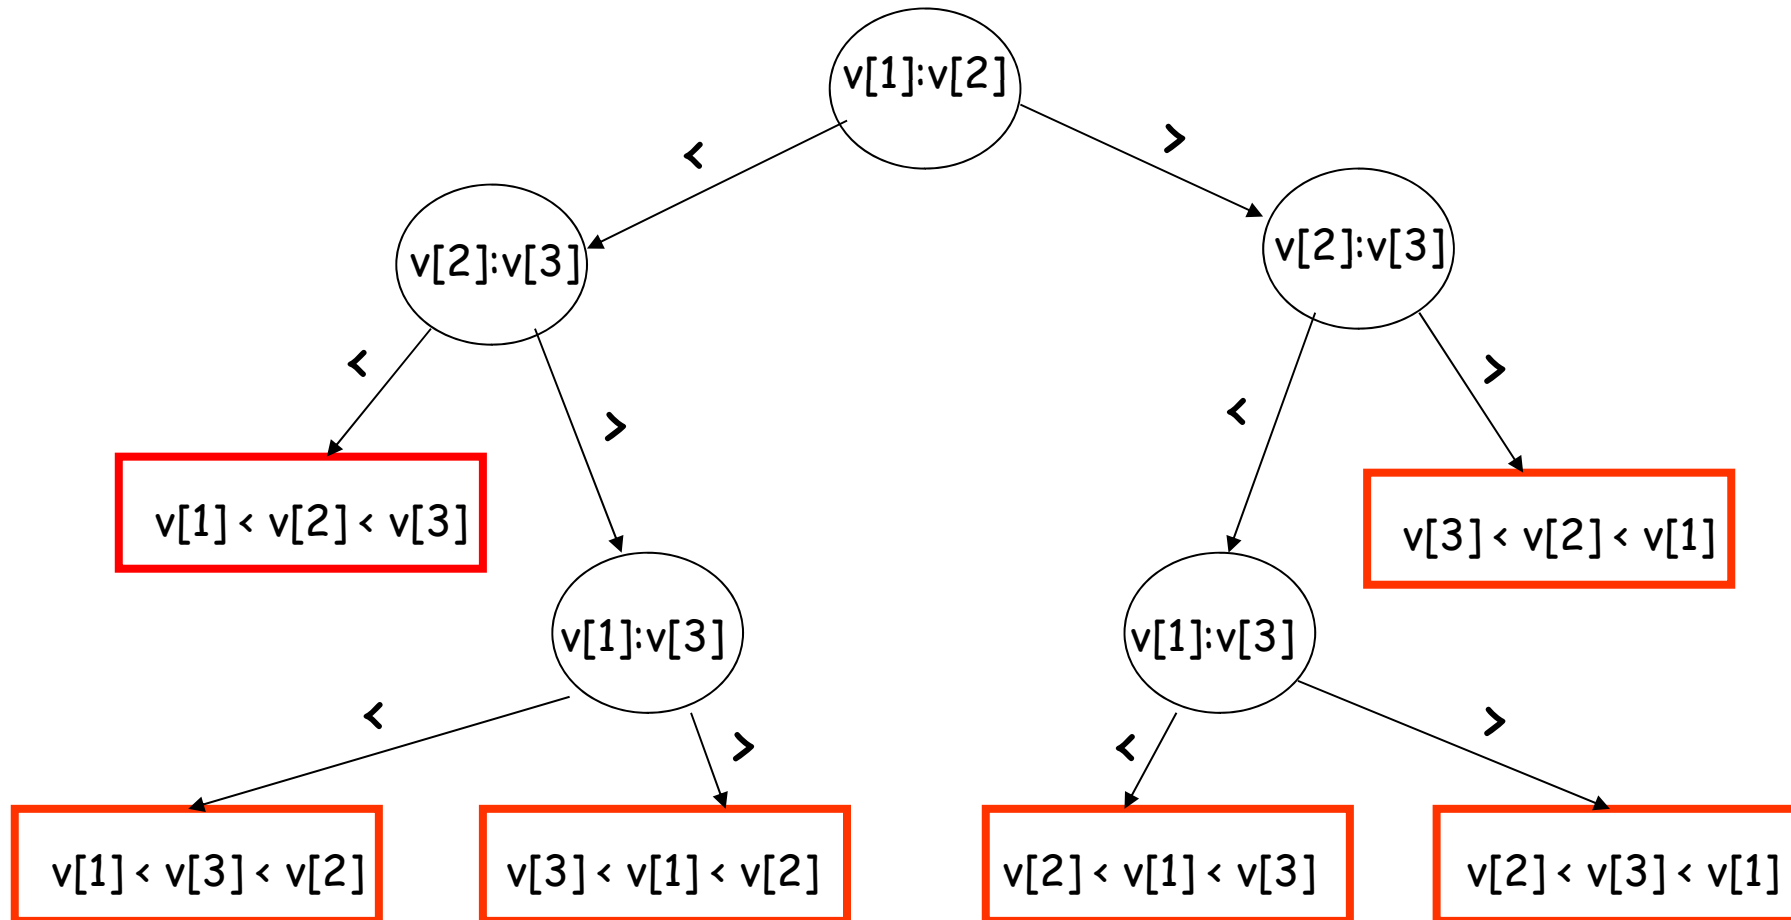 v[1]:v[2]
<
>
v[2]:v[3]
v[2]:v[3]
<
>
<
>
v[1] < v[2] < v[3]
v[3] < v[2] < v[1]
v[1]:v[3]
v[1]:v[3]
<
>
<
>
v[1] < v[3] < v[2]
v[3] < v[1] < v[2]
v[2] < v[1] < v[3]
v[2] < v[3] < v[1]